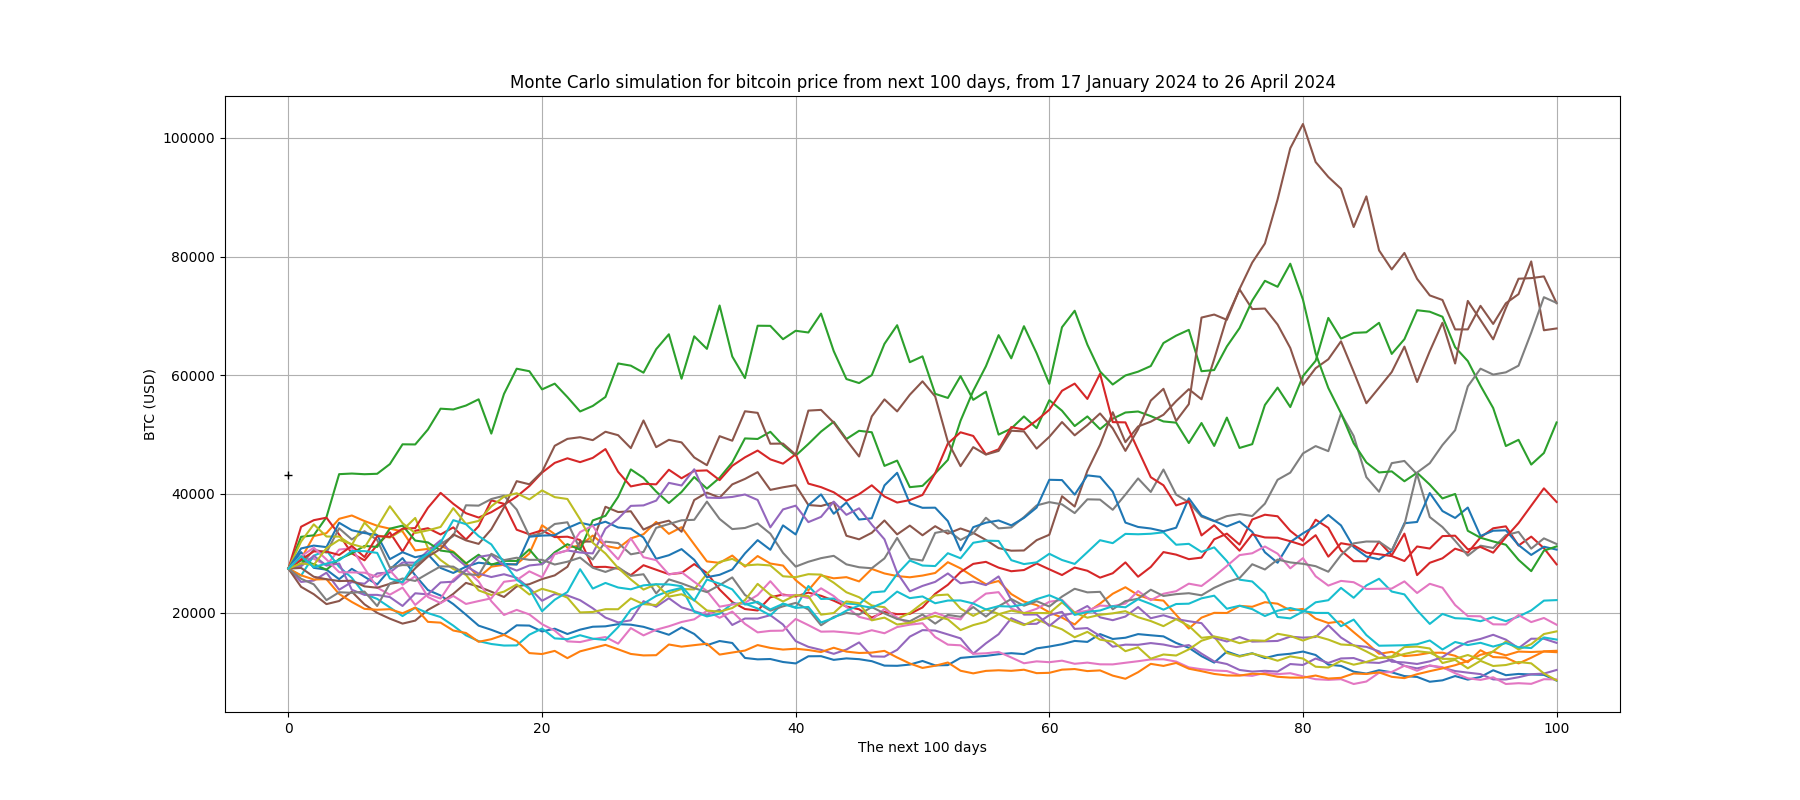 Monte Carlo simulation for bitcoin price from next 100 days, from 17 January 2024 to 26 April 2024
100000
80000
60000
40000
20000
BTC (USD)
0 20 40 60 80 100
The next 100 days